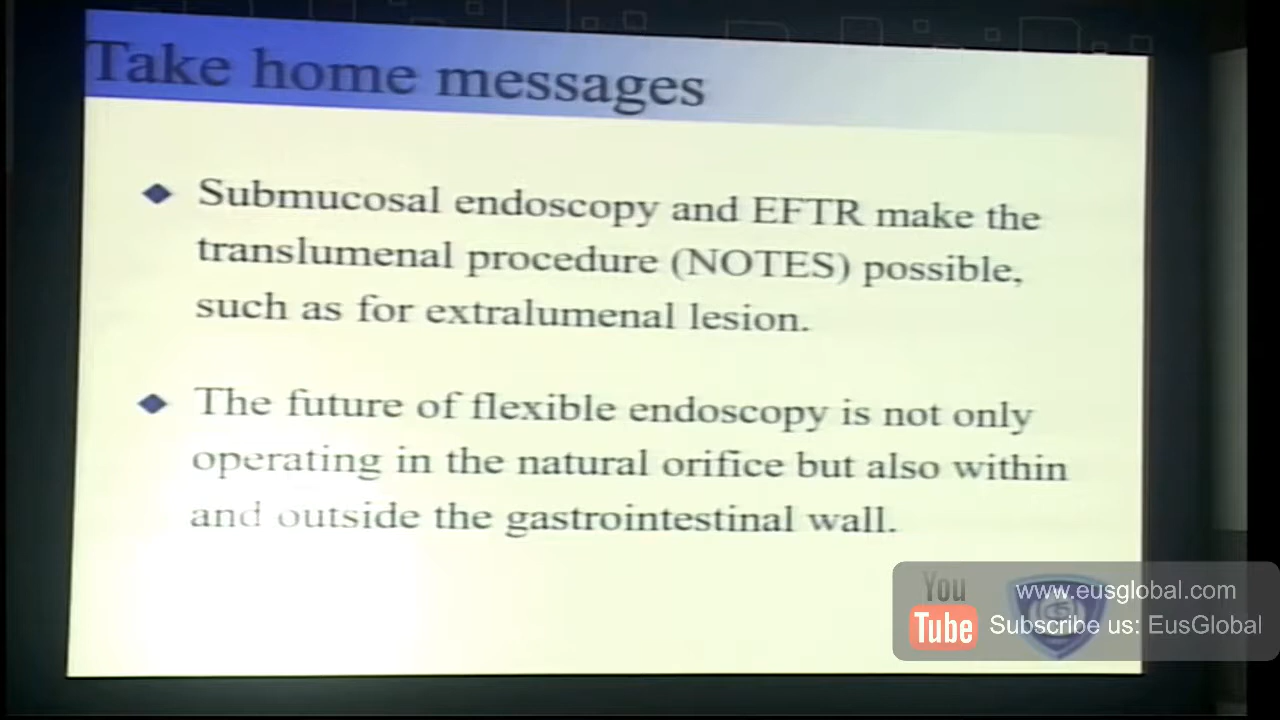 Take home messages
Submucosal endoscopy and EFTR make the
translumenal procedure (NOTES) possible,
such as for extralumenal lesion.
The future of flexible endoscopy is not only
operating in the natural orifice but also within
and outside the gastrointestinal wall.
You
Tube
www.eusglobal.com
Subscribe us: EusGlobal